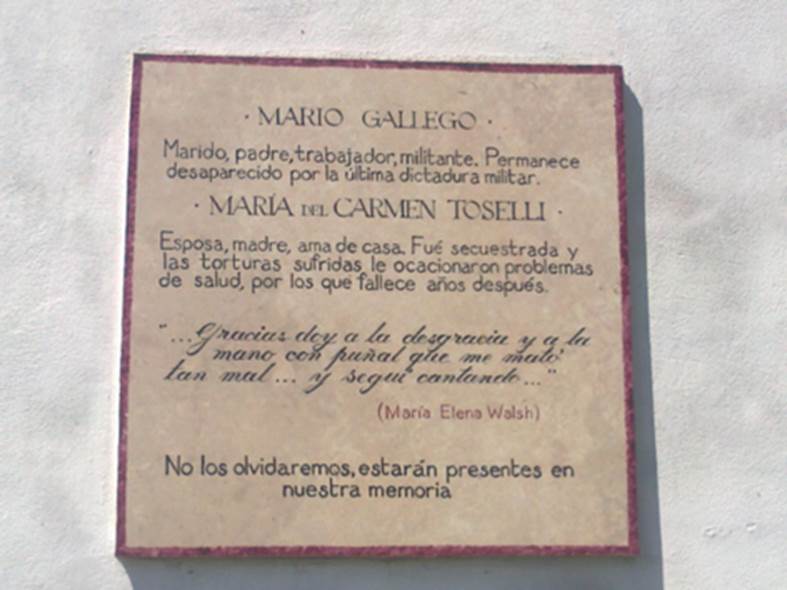 · MARIO GALLEGO ·
Marido, padre, trabajador, militante. Permanece
desaparecido por la última dictadura militar.
· MARÍA DEL CARMEN TOSELLI ·
Esposa, madre, ama de casa. Fué secuestrada y
las torturas sufridas le ocacionaron problemas
de salud, por los que fallece años después.
"...Gracias doy a la desgracia y a la
mano con puñal que me mató
tan mal... y seguí cantando..."
(María Elena Walsh)
No los olvidaremos, estarán presentes en
nuestra memoria